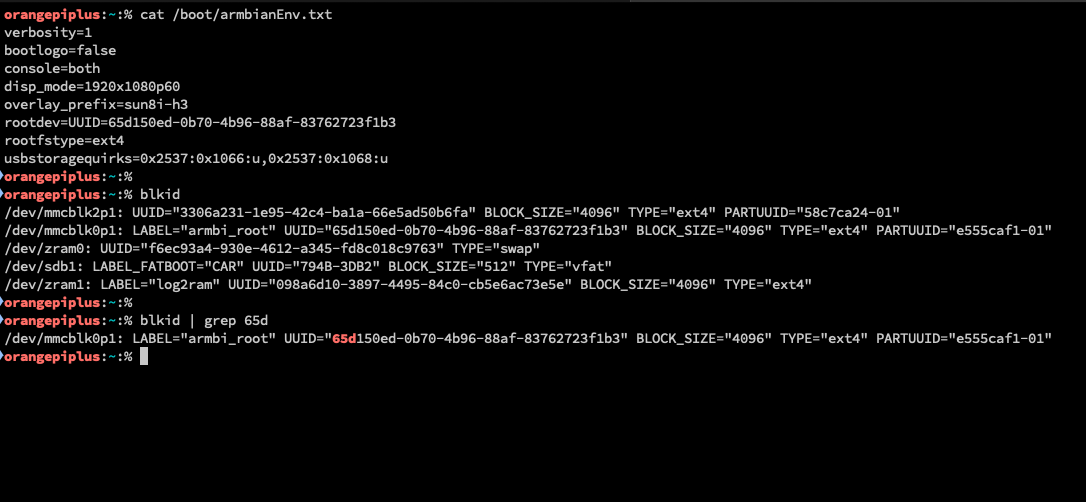 orangepiplus:~:% cat /boot/armbianEnv.txt
verbosity=1
bootlogo=false
console=both
disp_mode=1920x1080p60
overlay_prefix=sun8i-h3
rootdev=UUID=65d150ed-0b70-4b96-88af-83762723f1b3
rootfstype=ext4
usbstoragequirks=0x2537:0x1066:u,0x2537:0x1068:u
orangepiplus:~:%
orangepiplus:~:% blkid
/dev/mmcblk2p1: UUID="3306a231-1e95-42c4-ba1a-66e5ad50b6fa" BLOCK_SIZE="4096" TYPE="ext4" PARTUUID="58c7ca24-01"
/dev/mmcblk0p1: LABEL="armbi_root" UUID="65d150ed-0b70-4b96-88af-83762723f1b3" BLOCK_SIZE="4096" TYPE="ext4" PARTUUID="e555caf1-01"
/dev/zram0: UUID="f6ec93a4-930e-4612-a345-fd8c018c9763" TYPE="swap"
/dev/sdb1: LABEL_FATBOOT="CAR" UUID="794B-3DB2" BLOCK_SIZE="512" TYPE="vfat"
/dev/zram1: LABEL="log2ram" UUID="098a6d10-3897-4495-84c0-cb5e6ac73e5e" BLOCK_SIZE="4096" TYPE="ext4"
orangepiplus:~:%
orangepiplus:~:% blkid | grep 65d
/dev/mmcblk0p1: LABEL="armbi_root" UUID="65d150ed-0b70-4b96-88af-83762723f1b3" BLOCK_SIZE="4096" TYPE="ext4" PARTUUID="e555caf1-01"
orangepiplus:~:%